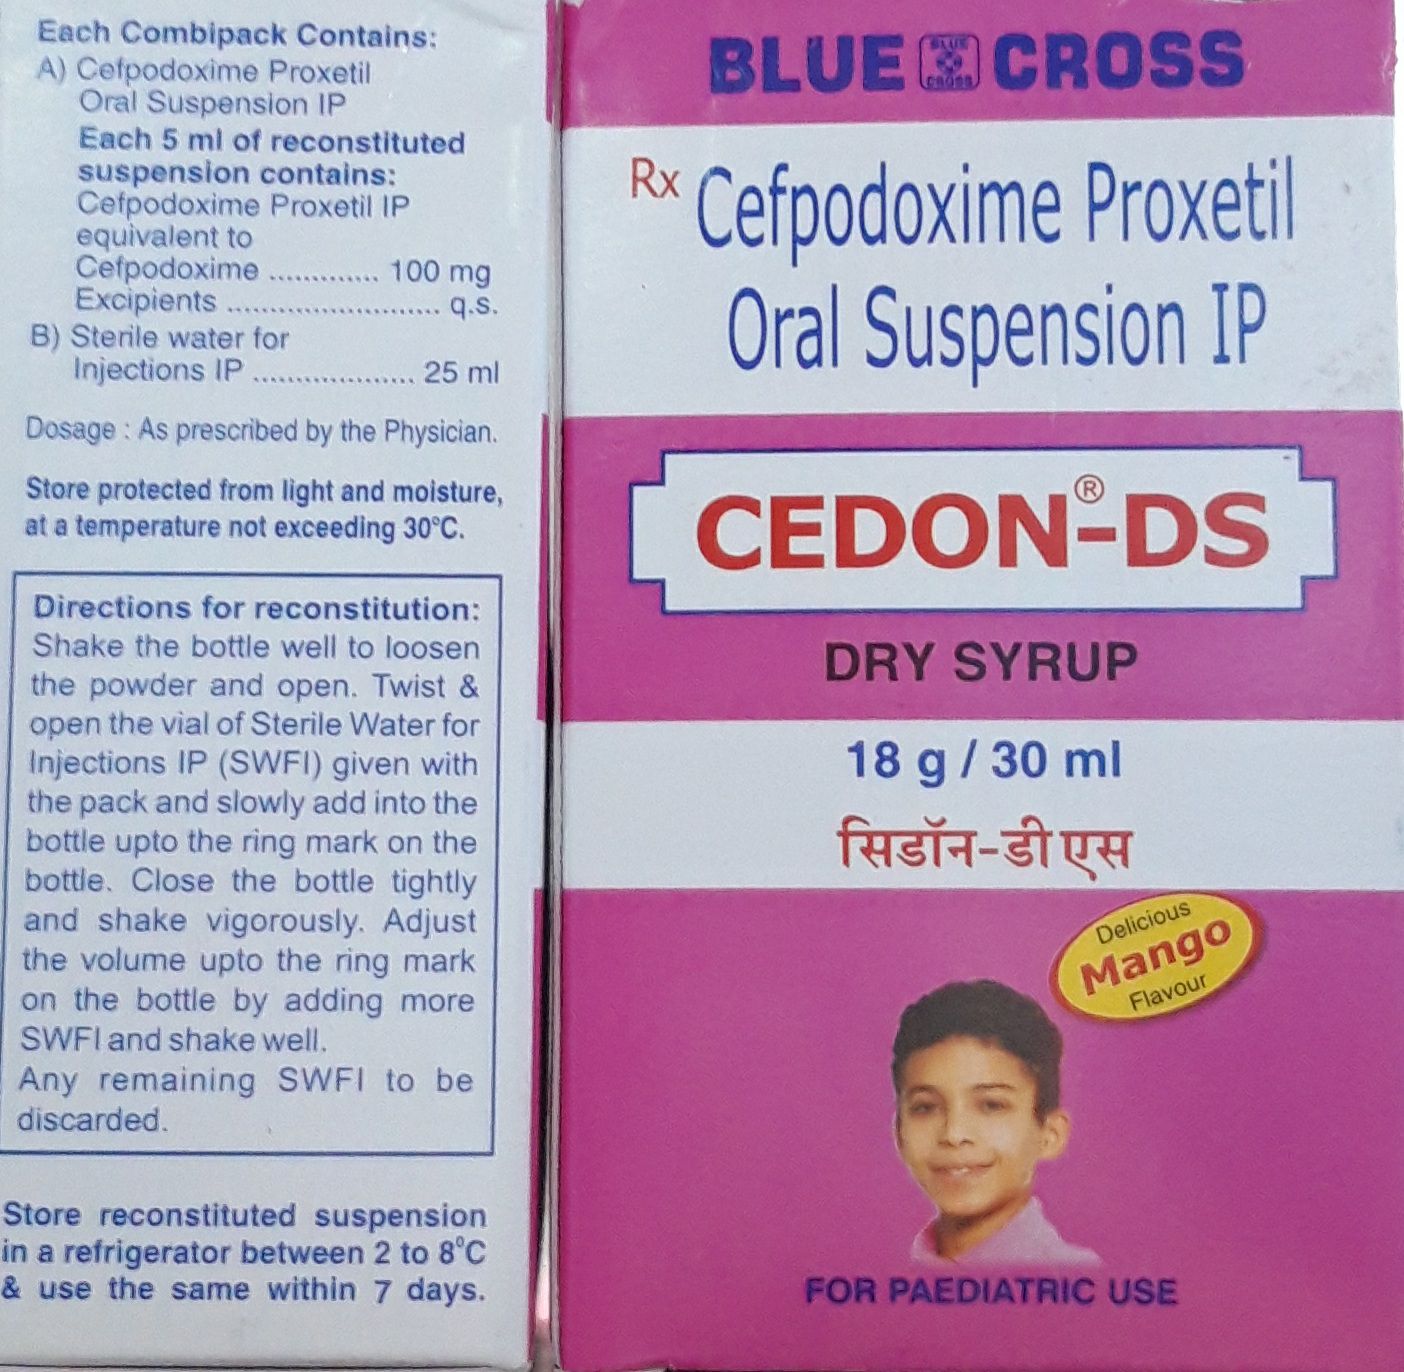 Each Combipack Contains:
A) Cefpodoxime Proxetil
Oral Suspension IP
Each 5 ml of reconstituted
suspension contains:
Cefpodoxime Proxetil IP
equivalent to
Cefpodoxime ............. 100 mg
Excipients ......................... q.s.
B) Sterile water for
Injections IP ................... 25 ml
Dosage : As prescribed by the Physician.
Store protected from light and moisture,
at a temperature not exceeding 30°C.
Directions for reconstitution:
Shake the bottle well to loosen
the powder and open. Twist &
open the vial of Sterile Water for
Injections IP (SWFI) given with
the pack and slowly add into the
bottle upto the ring mark on the
bottle. Close the bottle tightly
and shake vigorously. Adjust
the volume upto the ring mark
on the bottle by adding more
SWFI and shake well.
Any remaining SWFI to be
discarded.
Store reconstituted suspension
in a refrigerator between 2 to 8°C
& use the same within 7 days.
BLUE BLUE CROSS CROSS
Rx Cefpodoxime Proxetil
Oral Suspension IP
CEDON®-DS
DRY SYRUP
18 g / 30 ml
सिडॉन-डी एस
Delicious
Mango
Flavour
FOR PAEDIATRIC USE